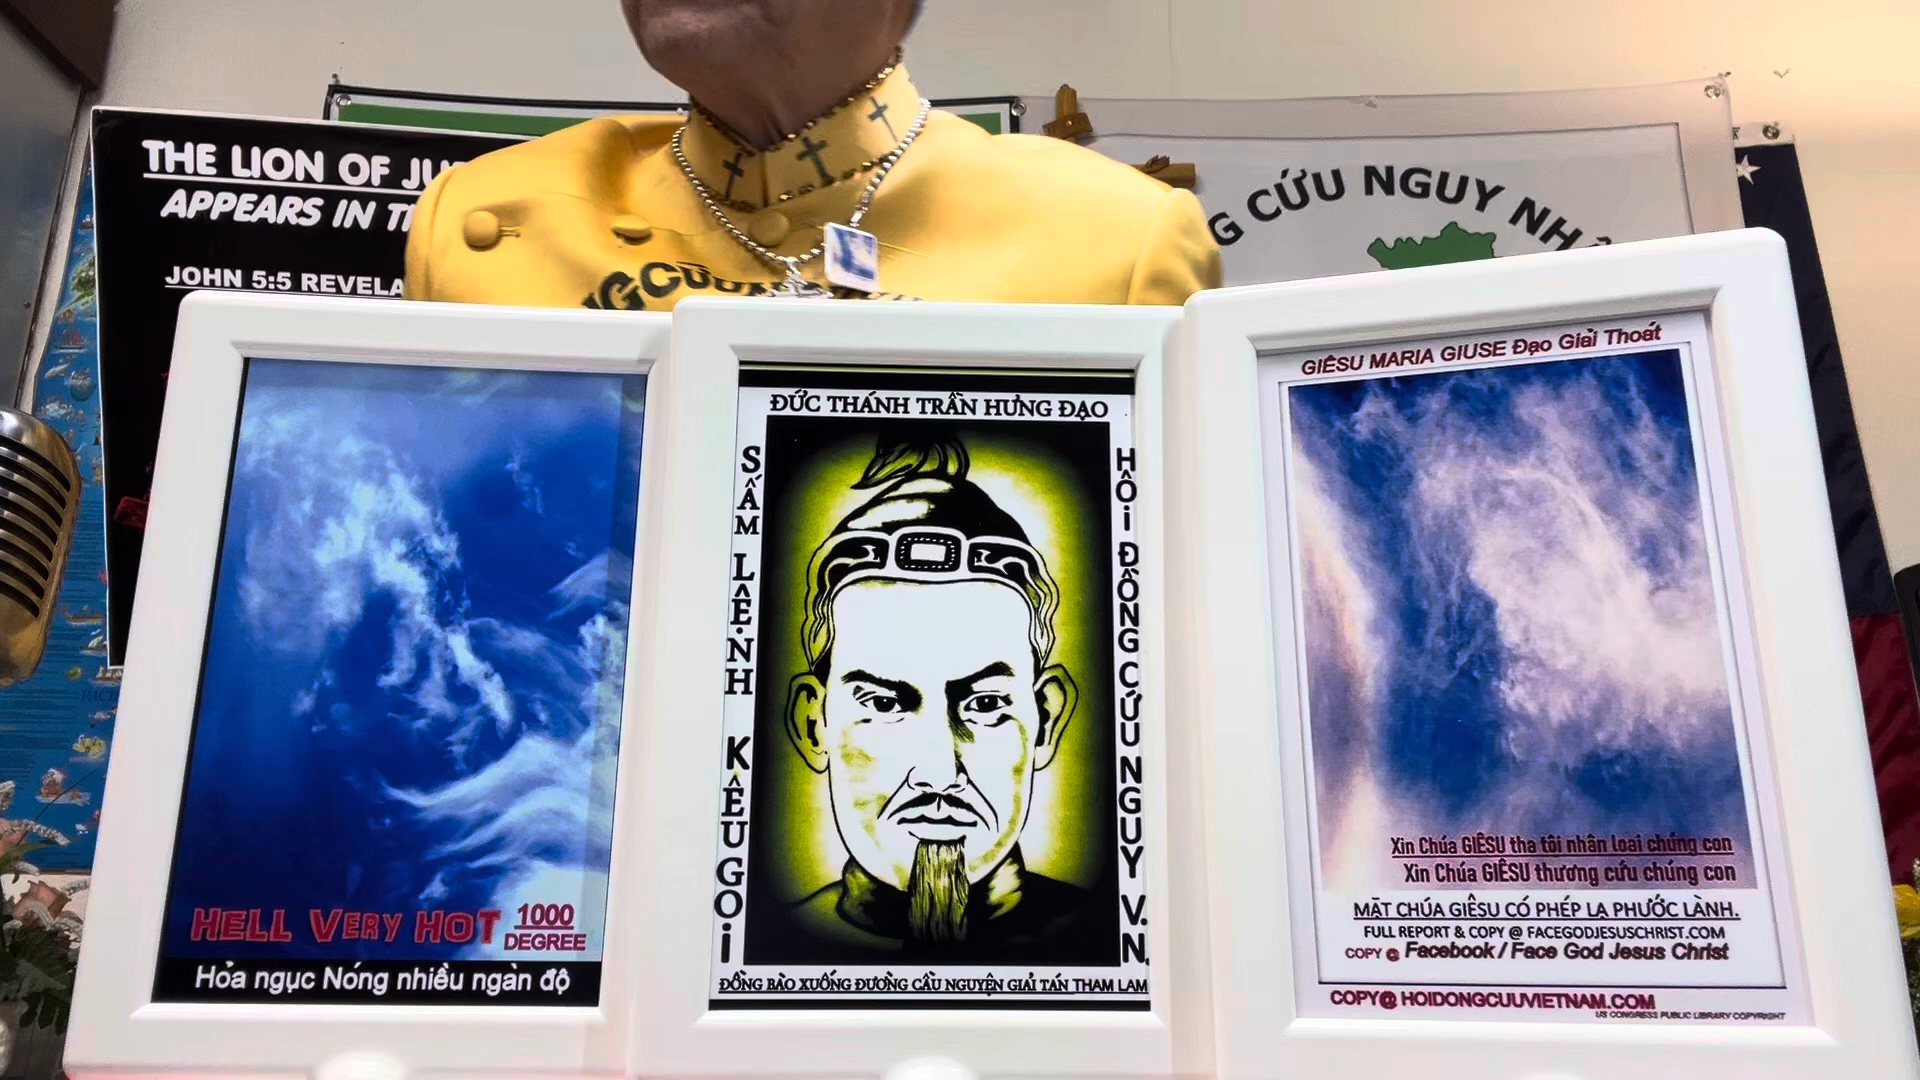 THE LION OF
APPEARS IN
JOHN 5:5
CỨU NGUY
HELL VERY HOT 1000 DEGREE
Hỏa ngục Nóng nhiều ngàn độ
ĐỨC THÁNH TRẦN HƯNG ĐẠO
SẤM LỆNH KÊU GỌI
HỘI ĐỒNG CỨU NGUY V.N.
ĐỒNG BÀO XUỐNG ĐƯỜNG CẦU NGUYỆN GIẢI TÁN THAM LAM
GIÊSU MARIA GIUSE Đạo Giải Thoát
Xin Chúa GIÊSU tha tội nhân loại chúng con
Xin Chúa GIÊSU thương cứu chúng con
MẶT CHÚA GIÊSU CÓ PHÉP LẠ PHƯỚC LÀNH.
FULL REPORT & COPY @ FACEGODJESUSCHRIST.COM
COPY @ Facebook / Face God Jesus Christ
COPY@ HOIDONGCUUVIETNAM.COM
US CONGRESS PUBLIC LIBRARY COPYRIGHT